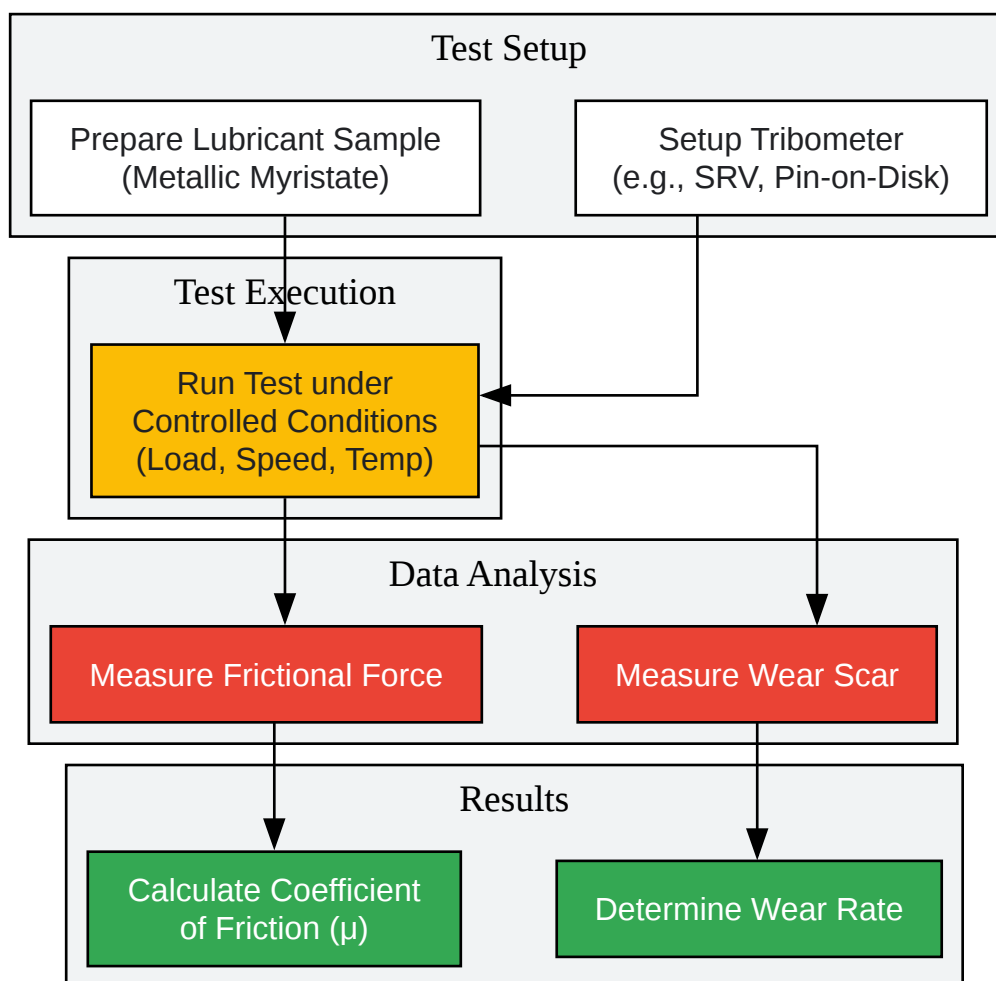 Test Setup
Prepare Lubricant Sample
(Metallic Myristate)
Setup Tribometer
(e.g., SRV, Pin-on-Disk)
Test Execution
Run Test under
Controlled Conditions
(Load, Speed, Temp)
Data Analysis
Measure Frictional Force
Measure Wear Scar
Results
Calculate Coefficient
of Friction (μ)
Determine Wear Rate